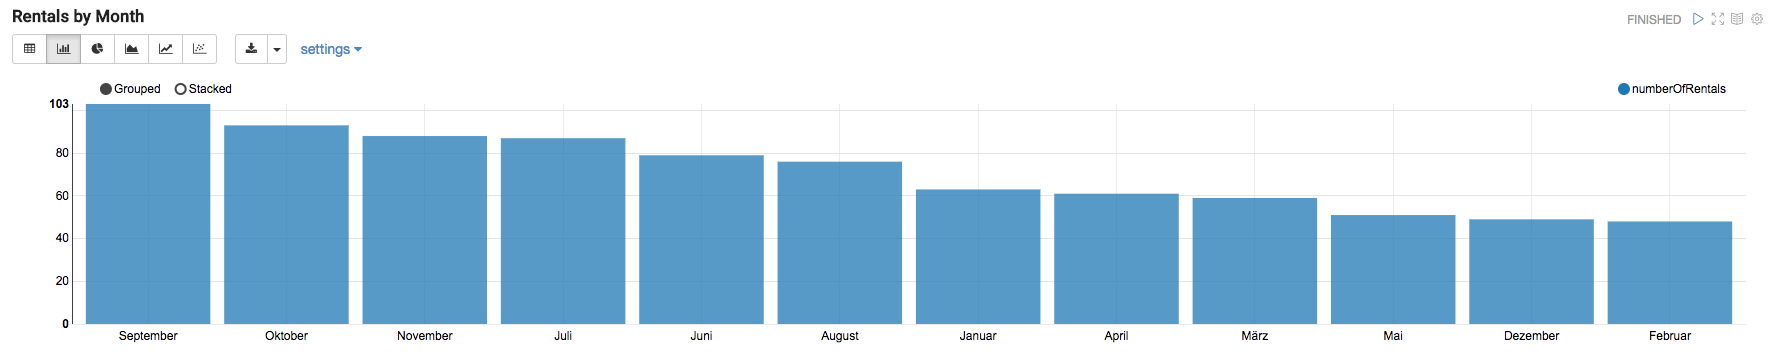 Rentals by Month
FINISHED
settings
Grouped Stacked
numberOfRentals
103
80
60
40
20
0
September Oktober November Juli Juni August Januar April März Mai Dezember Februar